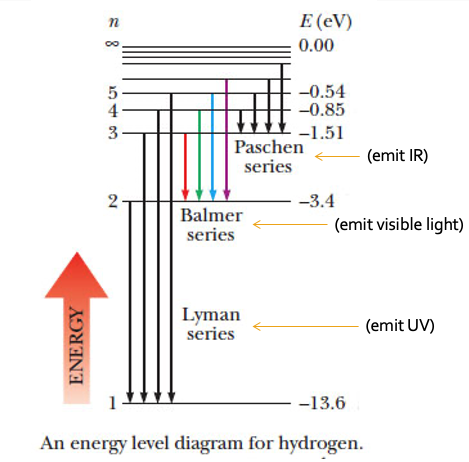 n E (eV)
∞ 0.00
5 –0.54
4 –0.85
3 –1.51
Paschen
series
(emit IR)
2 –3.4
Balmer
series
(emit visible light)
ENERGY
Lyman
series
(emit UV)
1 –13.6
An energy level diagram for hydrogen.